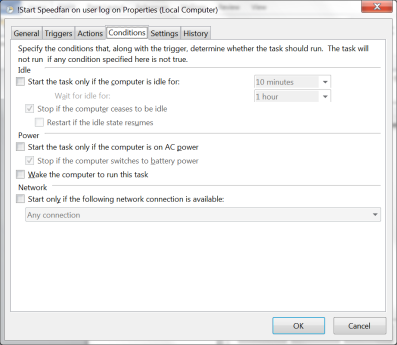 !Start Speedfan on user log on Properties (Local Computer)
General Triggers Actions Conditions Settings History
Specify the conditions that, along with the trigger, determine whether the task should run. The task will
not run if any condition specified here is not true.
Idle
Start the task only if the computer is idle for: 10 minutes
Wait for idle for: 1 hour
Stop if the computer ceases to be idle
Restart if the idle state resumes
Power
Start the task only if the computer is on AC power
Stop if the computer switches to battery power
Wake the computer to run this task
Network
Start only if the following network connection is available:
Any connection
OK Cancel